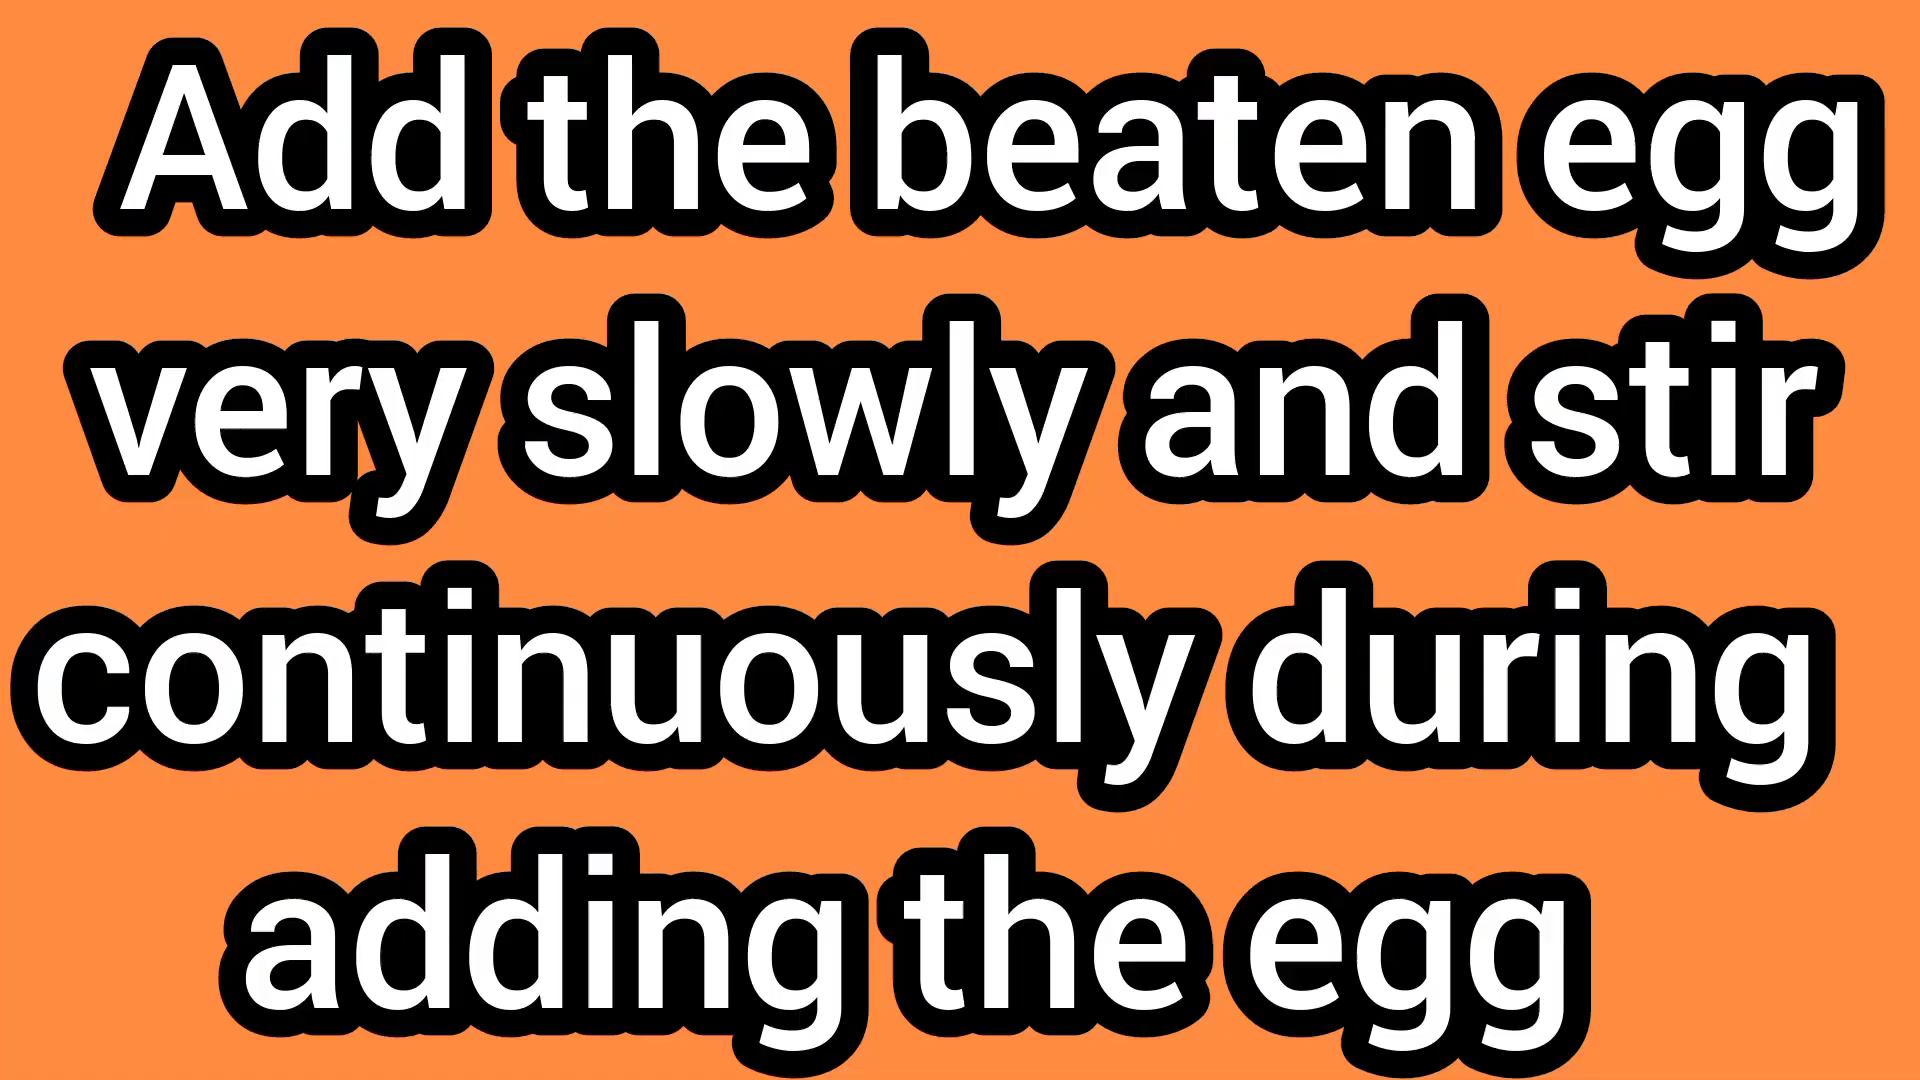 Add the beaten egg
very slowly and stir
continuously during
adding the egg